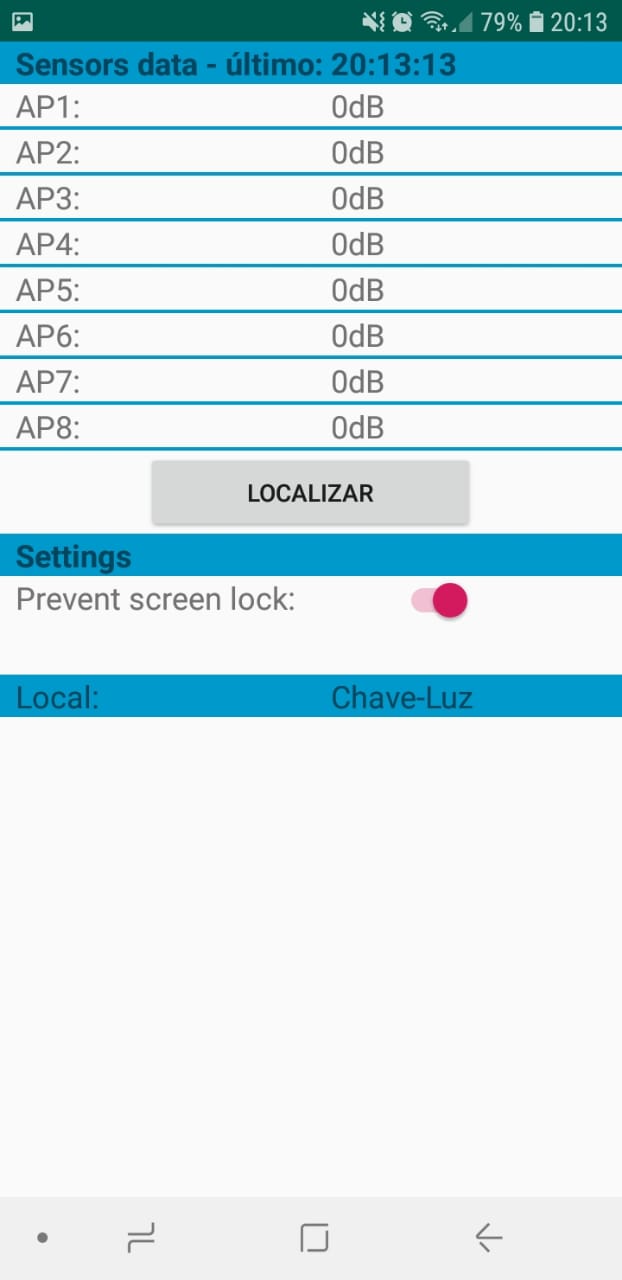 79% 20:13
Sensors data - último: 20:13:13
AP1: 0dB
AP2: 0dB
AP3: 0dB
AP4: 0dB
AP5: 0dB
AP6: 0dB
AP7: 0dB
AP8: 0dB
LOCALIZAR
Settings
Prevent screen lock:
Local: Chave-Luz